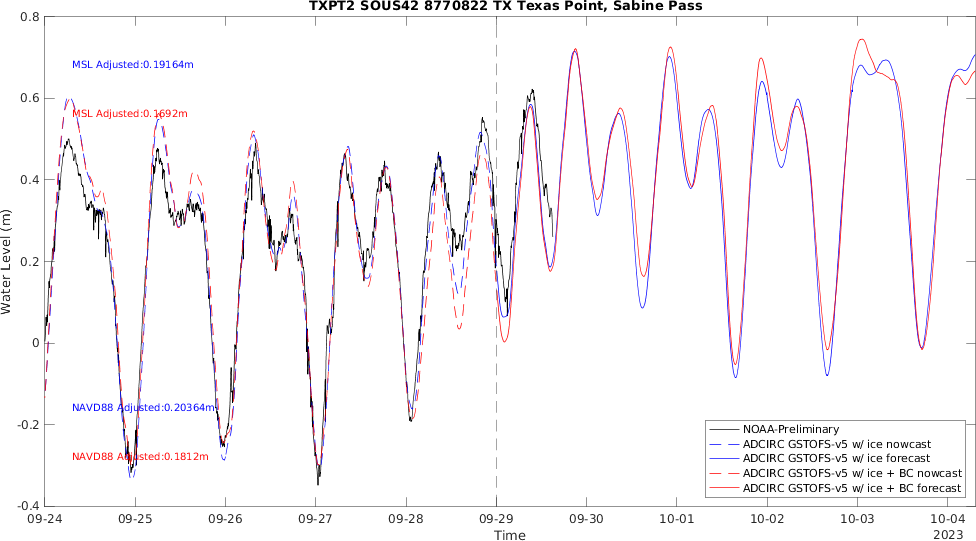 TXPT2 SOUS42 8770822 TX Texas Point, Sabine Pass
0.8
MSL Adjusted:0.19164m
0.6
MSL Adjusted:0.1692m
0.4
Water Level (m)
0.2
0
-0.2
NAVD88 Adjusted:0.20364m
NAVD88 Adjusted:0.1812m
-0.4
NOAA-Preliminary
ADCIRC GSTOFS-v5 w/ ice nowcast
ADCIRC GSTOFS-v5 w/ ice forecast
ADCIRC GSTOFS-v5 w/ ice + BC nowcast
ADCIRC GSTOFS-v5 w/ ice + BC forecast
09-24 09-25 09-26 09-27 09-28 09-29 09-30 10-01 10-02 10-03 10-04
Time
2023